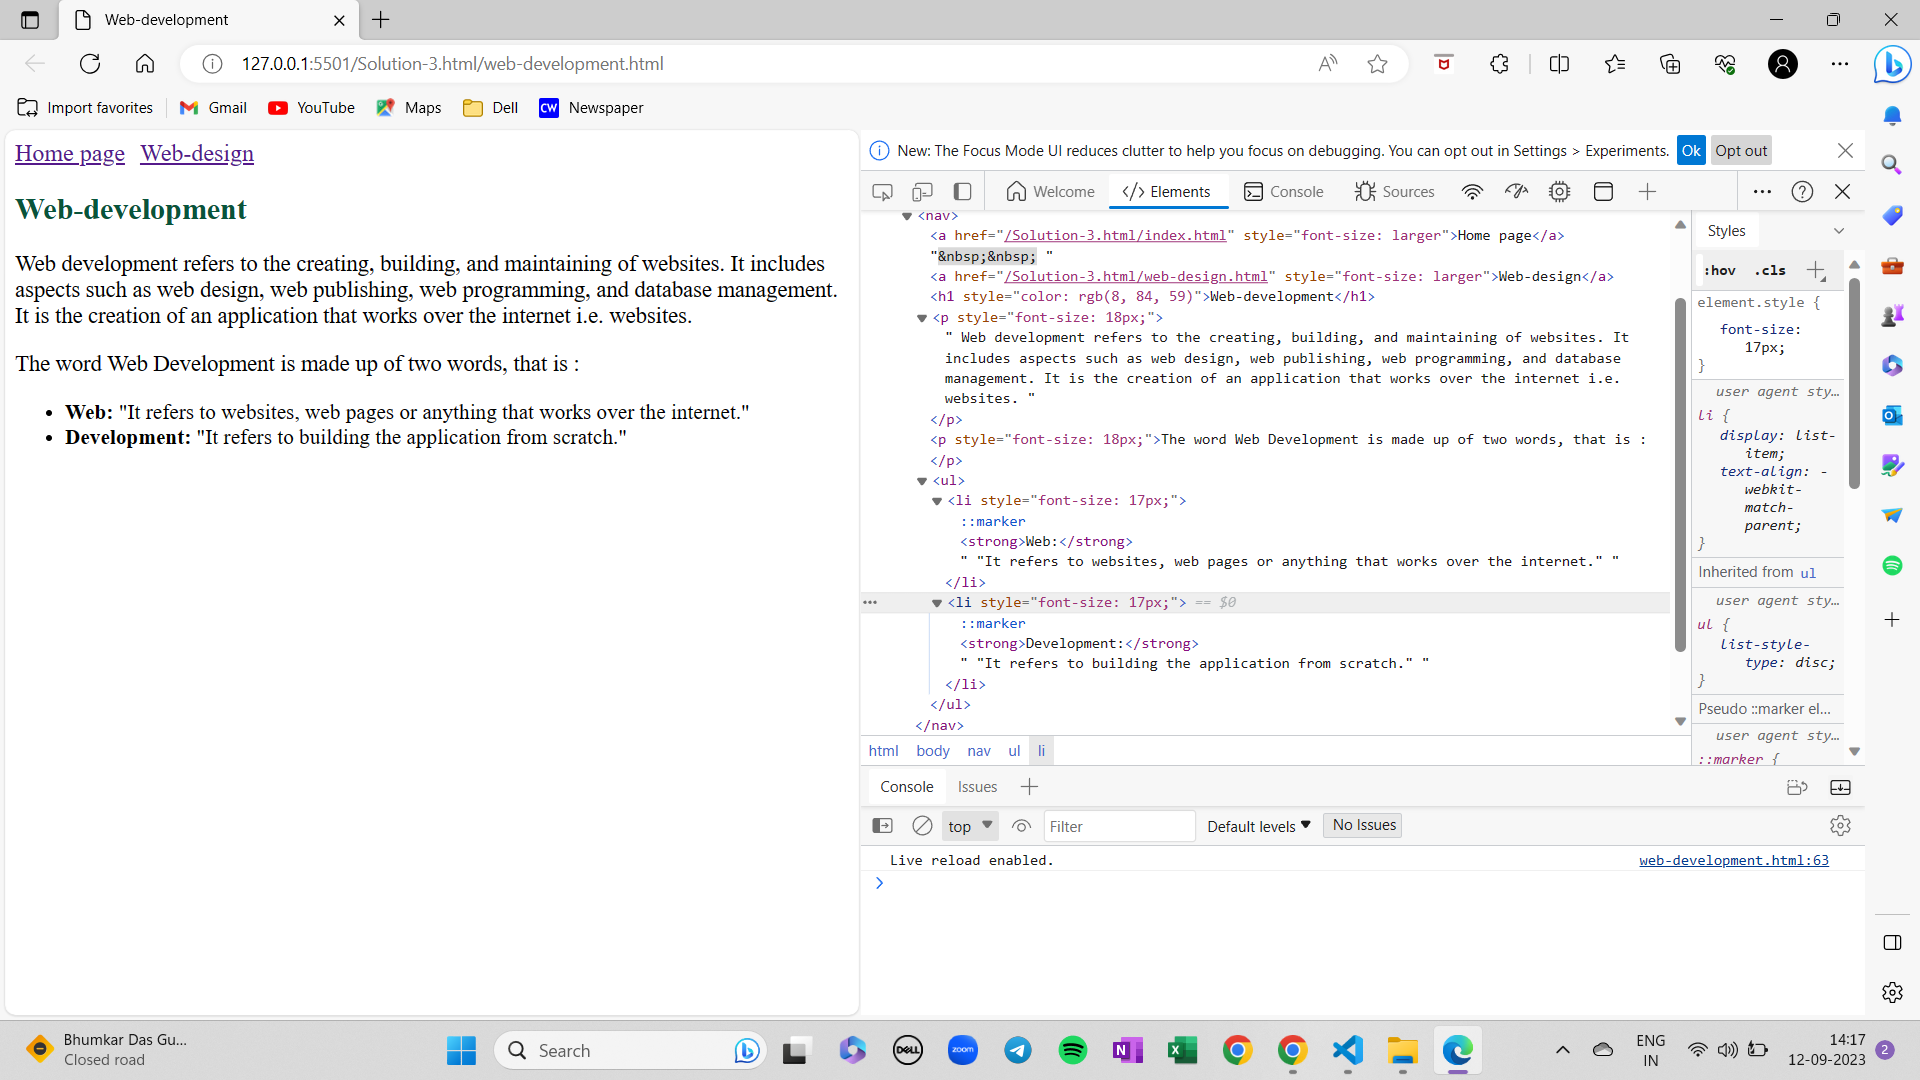 Web-development
127.0.0.1:5501/Solution-3.html/web-development.html
Import favorites Gmail YouTube Maps Dell CW Newspaper
Home page Web-design
Web-development
Web development refers to the creating, building, and maintaining of websites. It includes
aspects such as web design, web publishing, web programming, and database management.
It is the creation of an application that works over the internet i.e. websites.
The word Web Development is made up of two words, that is :
• Web: "It refers to websites, web pages or anything that works over the internet."
• Development: "It refers to building the application from scratch."
New: The Focus Mode UI reduces clutter to help you focus on debugging. You can opt out in Settings > Experiments. Ok Opt out
Welcome Elements Console Sources
<nav>
<a href="/Solution-3.html/index.html" style="font-size: larger">Home page</a>
"&nbsp;&nbsp; "
<a href="/Solution-3.html/web-design.html" style="font-size: larger">Web-design</a>
<h1 style="color: rgb(8, 84, 59)">Web-development</h1>
<p style="font-size: 18px;">
" Web development refers to the creating, building, and maintaining of websites. It
includes aspects such as web design, web publishing, web programming, and database
management. It is the creation of an application that works over the internet i.e.
websites. "
</p>
<p style="font-size: 18px;">The word Web Development is made up of two words, that is :
</p>
<ul>
<li style="font-size: 17px;">
::marker
<strong>Web:</strong>
" "It refers to websites, web pages or anything that works over the internet." "
</li>
••• <li style="font-size: 17px;"> == $0
::marker
<strong>Development:</strong>
" "It refers to building the application from scratch." "
</li>
</ul>
</nav>
html body nav ul li
Styles
:hov .cls
element.style {
font-size:
17px;
}
user agent sty…
li {
display: list-
item;
text-align: -
webkit-
match-
parent;
}
Inherited from ul
user agent sty…
ul {
list-style-
type: disc;
}
Pseudo ::marker el…
user agent sty…
::marker {
Console Issues
top Filter Default levels No Issues
Live reload enabled. web-development.html:63
Bhumkar Das Gu...
Closed road
Search
DELL
zoom
ENG
IN
14:17
12-09-2023
2